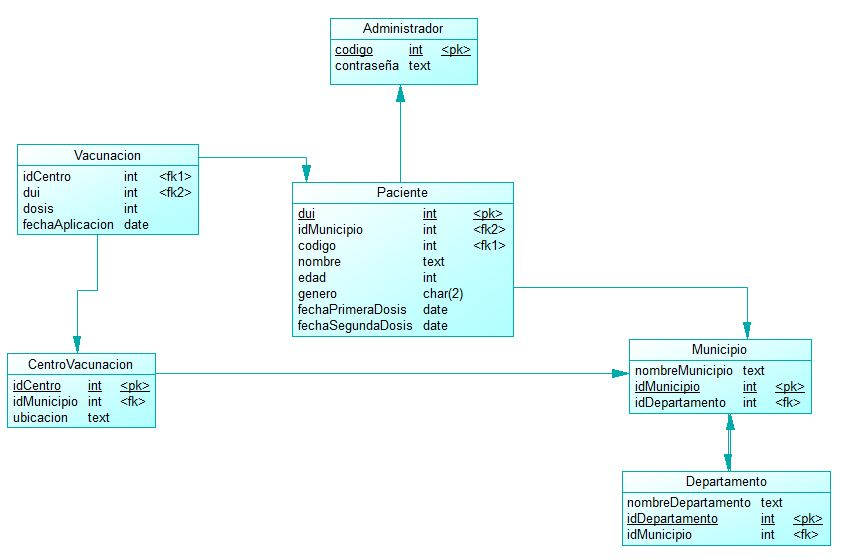 Administrador
codigo int <pk>
contraseña text
Vacunacion
idCentro int <fk1>
dui int <fk2>
dosis int
fechaAplicacion date
Paciente
dui int <pk>
idMunicipio int <fk2>
codigo int <fk1>
nombre text
edad int
genero char(2)
fechaPrimeraDosis date
fechaSegundaDosis date
CentroVacunacion
idCentro int <pk>
idMunicipio int <fk>
ubicacion text
Municipio
nombreMunicipio text
idMunicipio int <pk>
idDepartamento int <fk>
Departamento
nombreDepartamento text
idDepartamento int <pk>
idMunicipio int <fk>